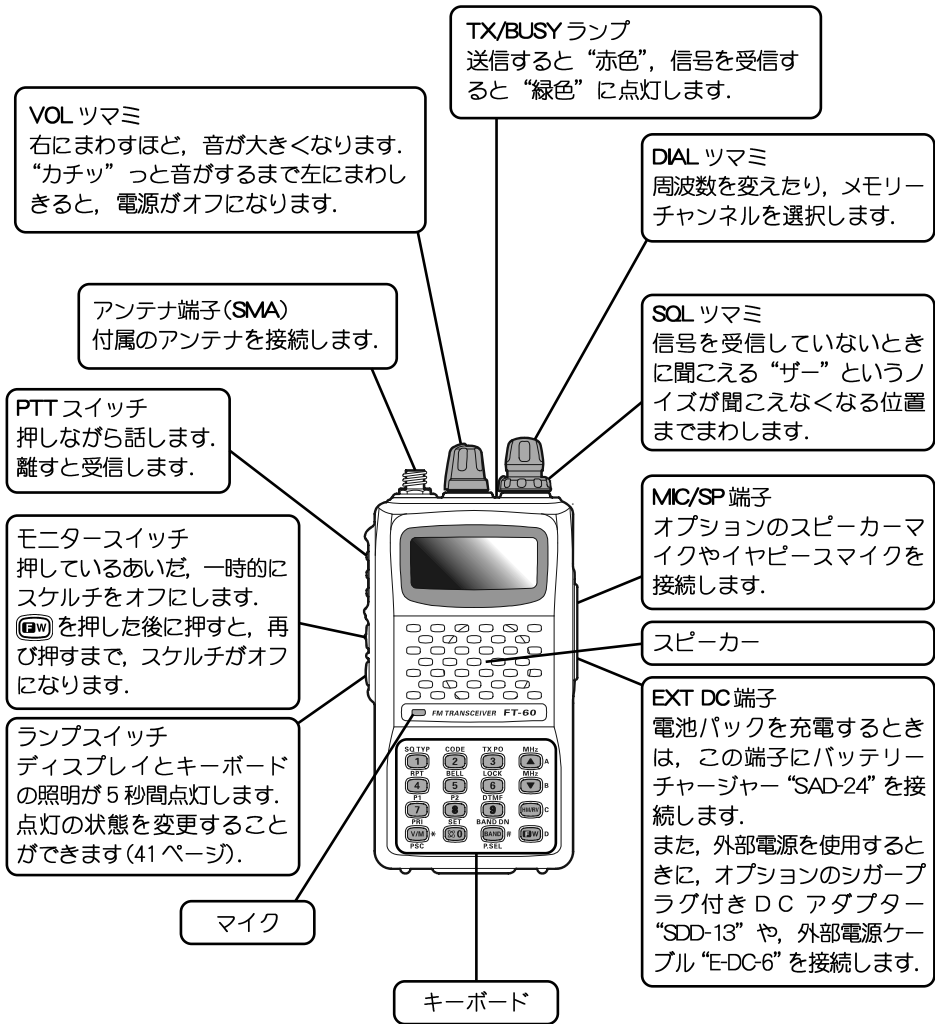 TX/BUSY ランプ
送信すると“赤色”，信号を受信す
ると“緑色”に点灯します．
VOL ツマミ
右にまわすほど，音が大きくなります．
“カチッ”っと音がするまで左にまわし
きると，電源がオフになります．
DIAL ツマミ
周波数を変えたり，メモリー
チャンネルを選択します．
アンテナ端子(SMA)
付属のアンテナを接続します．
SQL ツマミ
信号を受信していないとき
に聞こえる“ザー”というノ
イズが聞こえなくなる位置
までまわします．
PTT スイッチ
押しながら話します．
離すと受信します．
MIC/SP 端子
オプションのスピーカーマ
イクやイヤピースマイクを
接続します．
モニタースイッチ
押しているあいだ，一時的に
スケルチをオフにします．
FW を押した後に押すと，再
び押すまで，スケルチがオフ
になります．
スピーカー
EXT DC 端子
電池パックを充電するとき
は，この端子にバッテリー
チャージャー“SAD-24”を接
続します．
また，外部電源を使用すると
きに，オプションのシガープ
ラグ付き DC アダプター
“SDD-13”や，外部電源ケー
ブル“E-DC-6”を接続します．
ランプスイッチ
ディスプレイとキーボード
の照明が 5 秒間点灯します．
点灯の状態を変更すること
ができます(41 ページ)．
FM TRANSCEIVER FT-60
SQ TYP CODE TX PO MHz
1 2 3 ▲ A
RPT BELL LOCK MHz
4 5 6 ▼ B
P1 P2 DTMF
7 8 9 HM/RV C
PRI SET BAND DN
V/M * 0 BAND # FW D
PSC P.SEL
マイク
キーボード